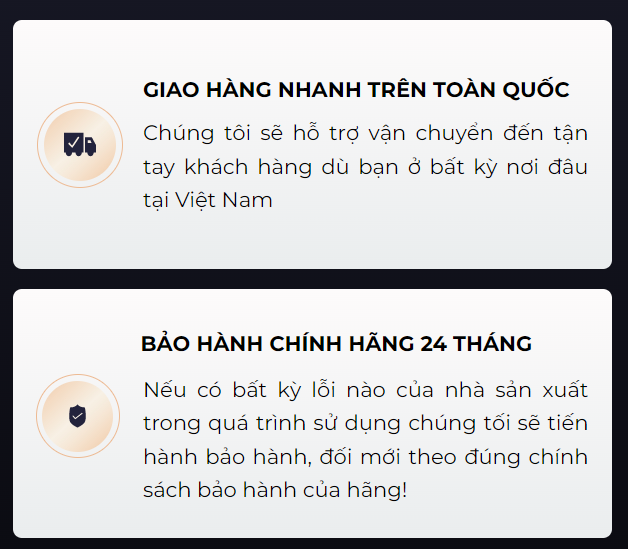 GIAO HÀNG NHANH TRÊN TOÀN QUỐC
Chúng tôi sẽ hỗ trợ vận chuyển đến tận
tay khách hàng dù bạn ở bất kỳ nơi đâu
tại Việt Nam
BẢO HÀNH CHÍNH HÃNG 24 THÁNG
Nếu có bất kỳ lỗi nào của nhà sản xuất
trong quá trình sử dụng chúng tối sẽ tiến
hành bảo hành, đối mới theo đúng chính
sách bảo hành của hãng!